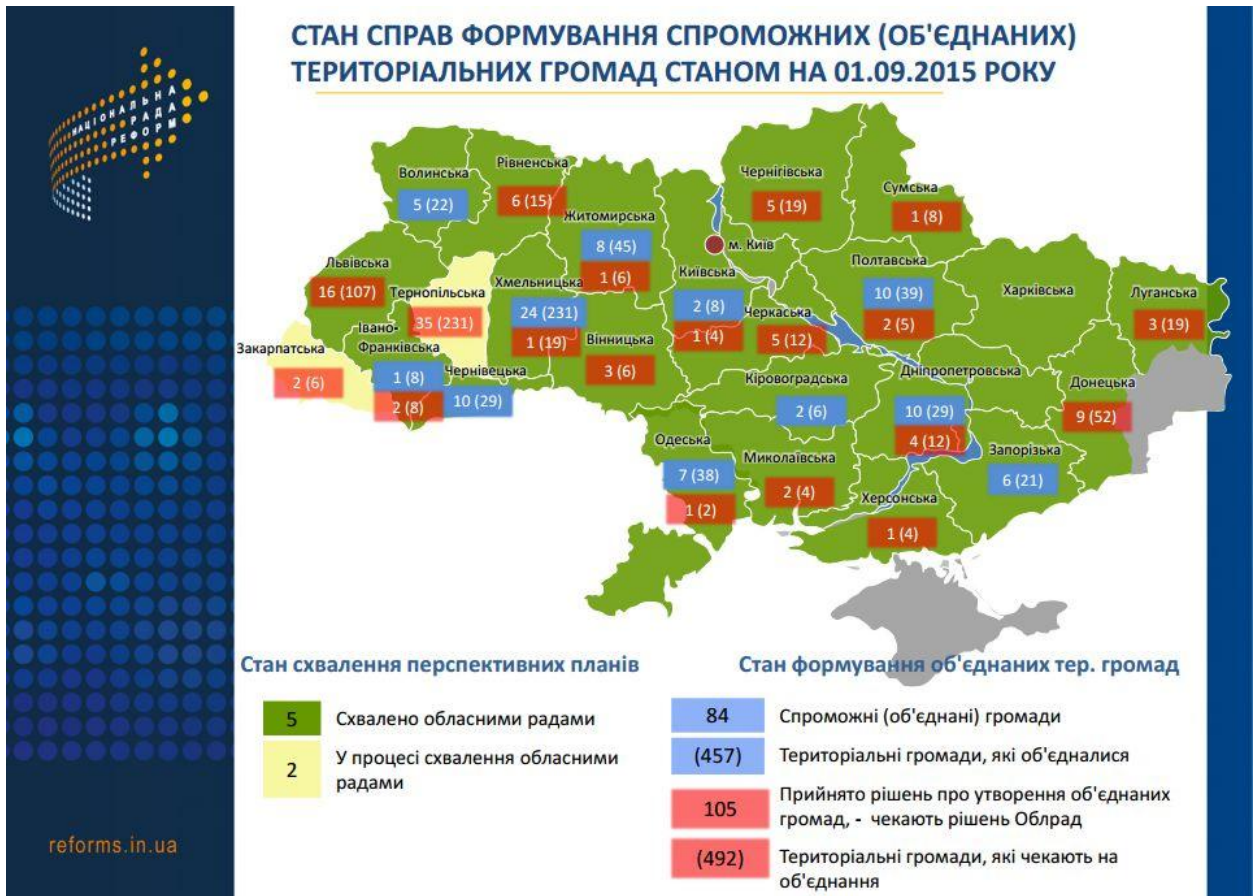 СТАН СПРАВ ФОРМУВАННЯ СПРОМОЖНИХ (ОБ'ЄДНАНИХ)
ТЕРИТОРІАЛЬНИХ ГРОМАД СТАНОМ НА 01.09.2015 РОКУ
НАЦІОНАЛЬНА
РАДА
РЕФОРМ
Волинська
5 (22)
Рівненська
6 (15)
Житомирська
8 (45)
1 (6)
Чернігівська
5 (19)
Сумська
1 (8)
м. Київ
Київська
2 (8)
1 (4)
Львівська
16 (107)
Тернопільська
35 (231)
Хмельницька
24 (231)
1 (19)
Вінницька
3 (6)
Черкаська
5 (12)
Полтавська
10 (39)
2 (5)
Харківська
Луганська
3 (19)
Закарпатська
2 (6)
Івано-
Франківська
1 (8)
2 (8)
Чернівецька
10 (29)
Кіровоградська
2 (6)
Дніпропетровська
10 (29)
4 (12)
Донецька
9 (52)
Одеська
7 (38)
1 (2)
Миколаївська
2 (4)
Херсонська
1 (4)
Запорізька
6 (21)
Стан схвалення перспективних планів
5 Схвалено обласними радами
2 У процесі схвалення обласними
радами
Стан формування об'єднаних тер. громад
84 Спроможні (об'єднані) громади
(457) Територіальні громади, які об'єдналися
105 Прийнято рішень про утворення об'єднаних
громад, - чекають рішень Облрад
(492) Територіальні громади, які чекають на
об'єднання
reforms.in.ua